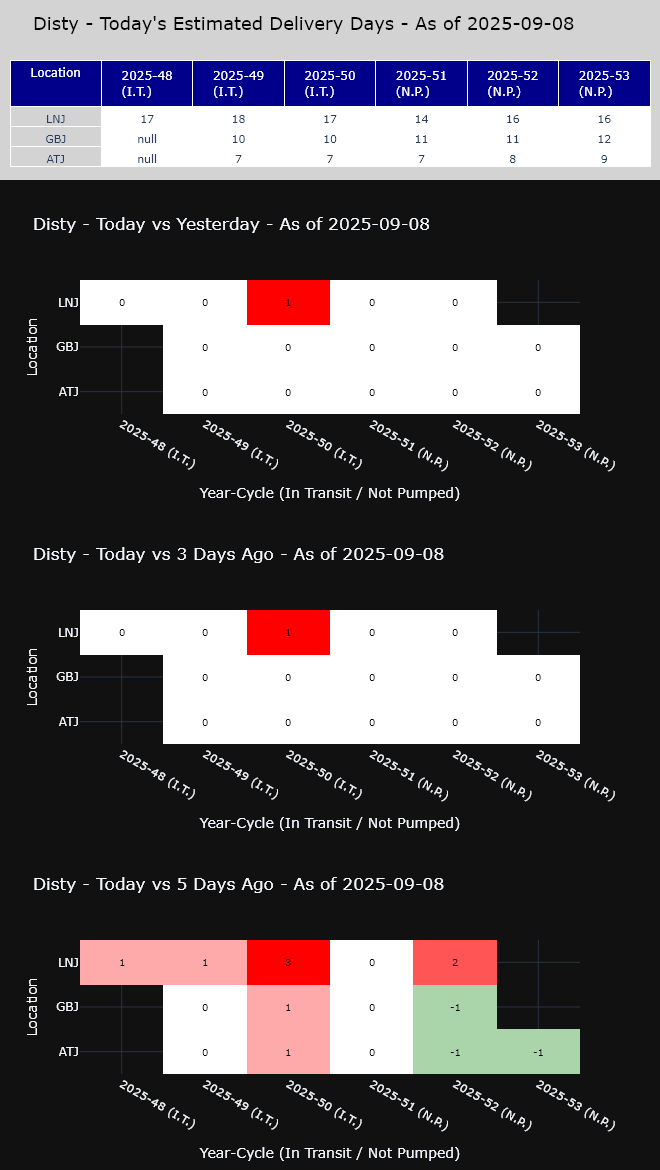 Disty - Today's Estimated Delivery Days - As of 2025-09-08
Location 2025-48 (I.T.) 2025-49 (I.T.) 2025-50 (I.T.) 2025-51 (N.P.) 2025-52 (N.P.) 2025-53 (N.P.)
LNJ 17 18 17 14 16 16
GBJ null 10 10 11 11 12
ATJ null 7 7 7 8 9
Disty - Today vs Yesterday - As of 2025-09-08
Location
LNJ 0 0 1 0 0
GBJ 0 0 0 0 0
ATJ 0 0 0 0 0
2025-48 (I.T.) 2025-49 (I.T.) 2025-50 (I.T.) 2025-51 (N.P.) 2025-52 (N.P.) 2025-53 (N.P.)
Year-Cycle (In Transit / Not Pumped)
Disty - Today vs 3 Days Ago - As of 2025-09-08
Location
LNJ 0 0 1 0 0
GBJ 0 0 0 0 0
ATJ 0 0 0 0 0
2025-48 (I.T.) 2025-49 (I.T.) 2025-50 (I.T.) 2025-51 (N.P.) 2025-52 (N.P.) 2025-53 (N.P.)
Year-Cycle (In Transit / Not Pumped)
Disty - Today vs 5 Days Ago - As of 2025-09-08
Location
LNJ 1 1 3 0 2
GBJ 0 1 0 -1
ATJ 0 1 0 -1 -1
2025-48 (I.T.) 2025-49 (I.T.) 2025-50 (I.T.) 2025-51 (N.P.) 2025-52 (N.P.) 2025-53 (N.P.)
Year-Cycle (In Transit / Not Pumped)